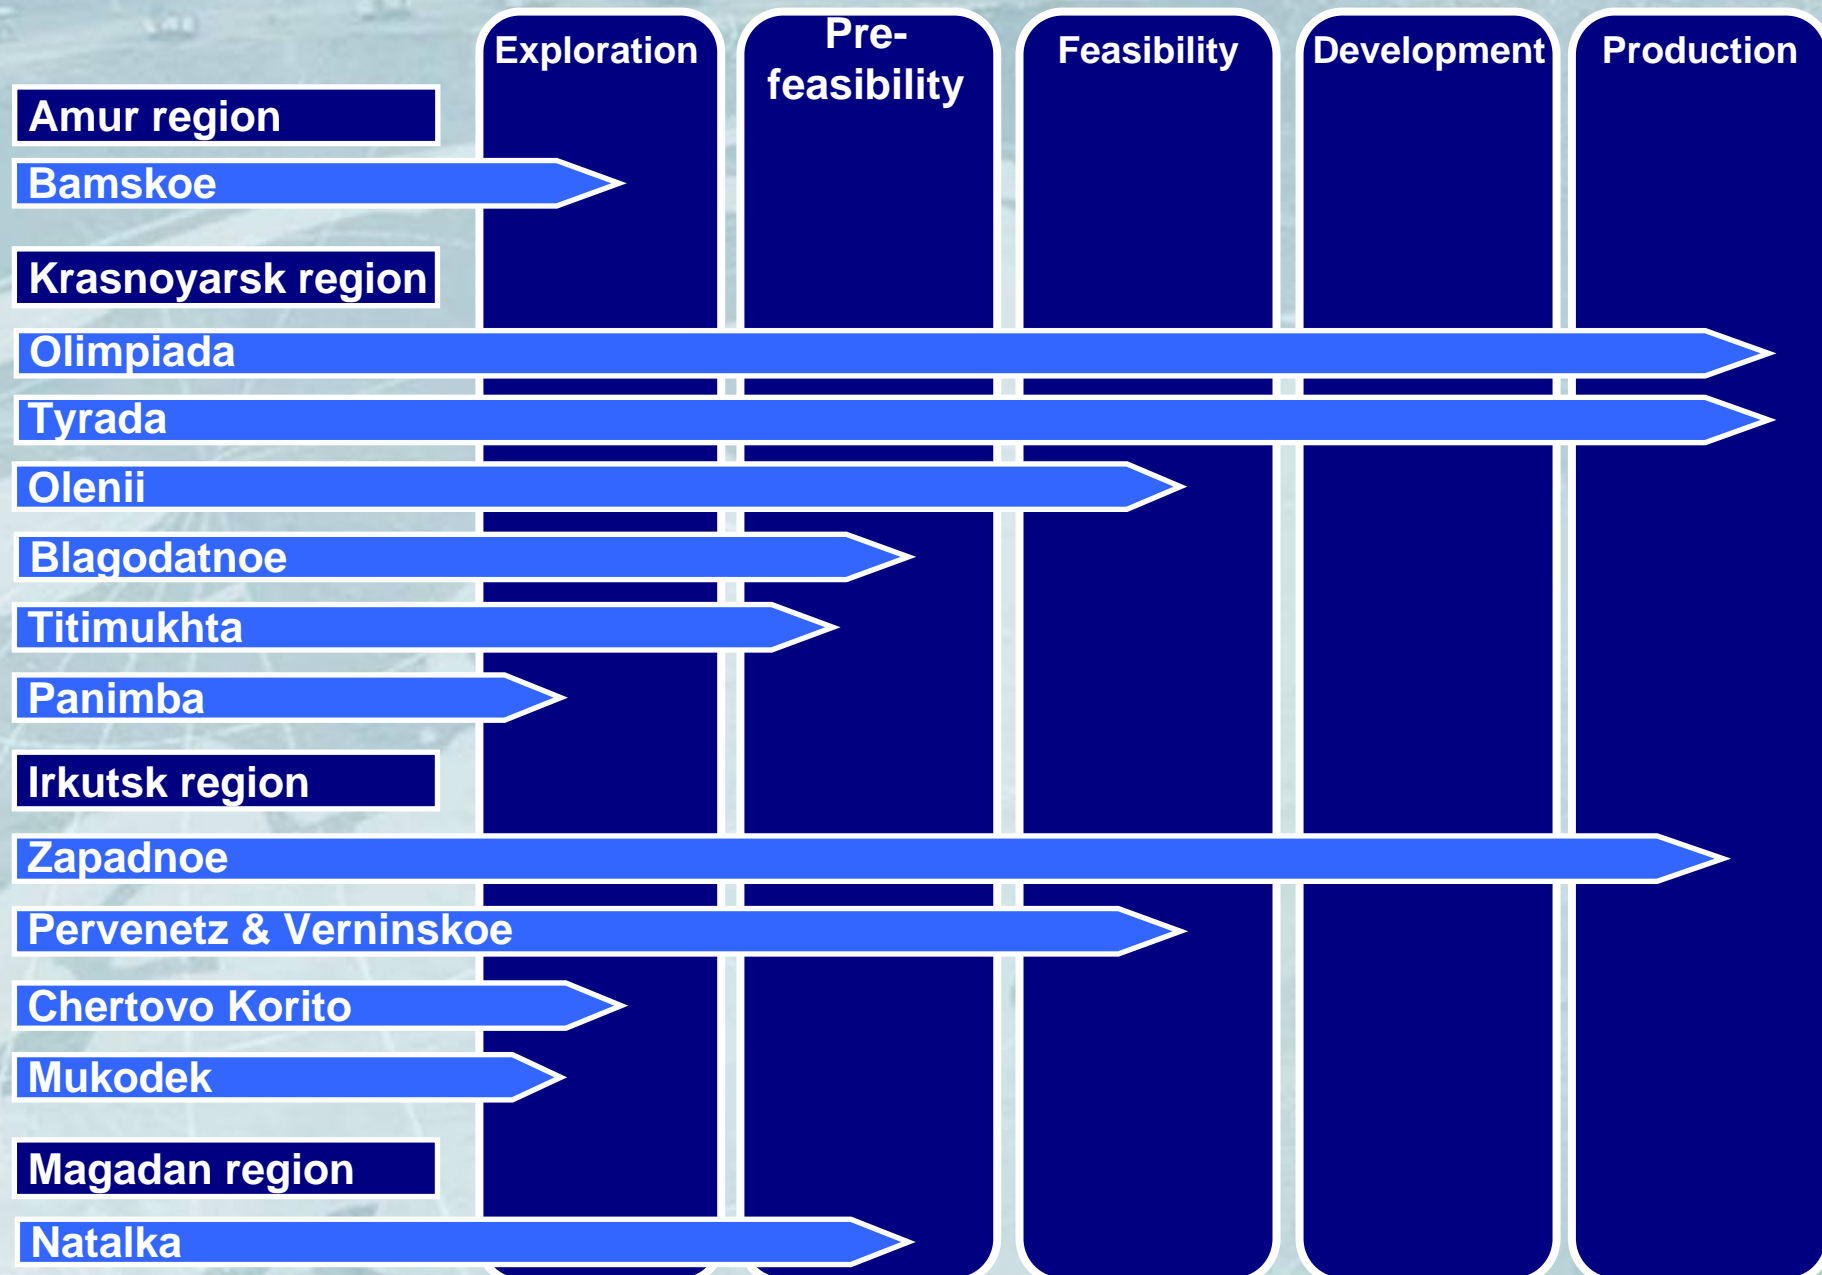 Exploration
Pre-
feasibility
Feasibility
Development
Production
Amur region
Bamskoe
Krasnoyarsk region
Olimpiada
Tyrada
Olenii
Blagodatnoe
Titimukhta
Panimba
Irkutsk region
Zapadnoe
Pervenetz & Verninskoe
Chertovo Korito
Mukodek
Magadan region
Natalka